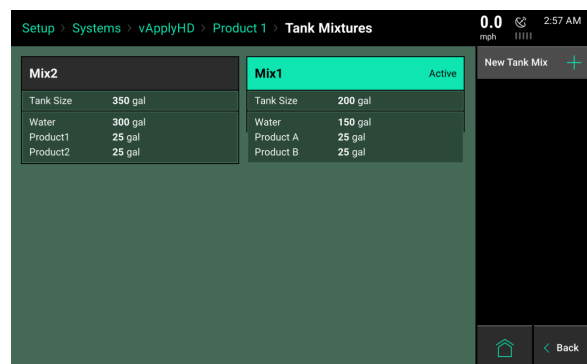 Setup > Systems > vApplyHD > Product 1 > Tank Mixtures
0.0 mph
2:57 AM
New Tank Mix +
Mix2
Tank Size 350 gal
Water 300 gal
Product1 25 gal
Product2 25 gal
Mix1 Active
Tank Size 200 gal
Water 150 gal
Product A 25 gal
Product B 25 gal
< Back